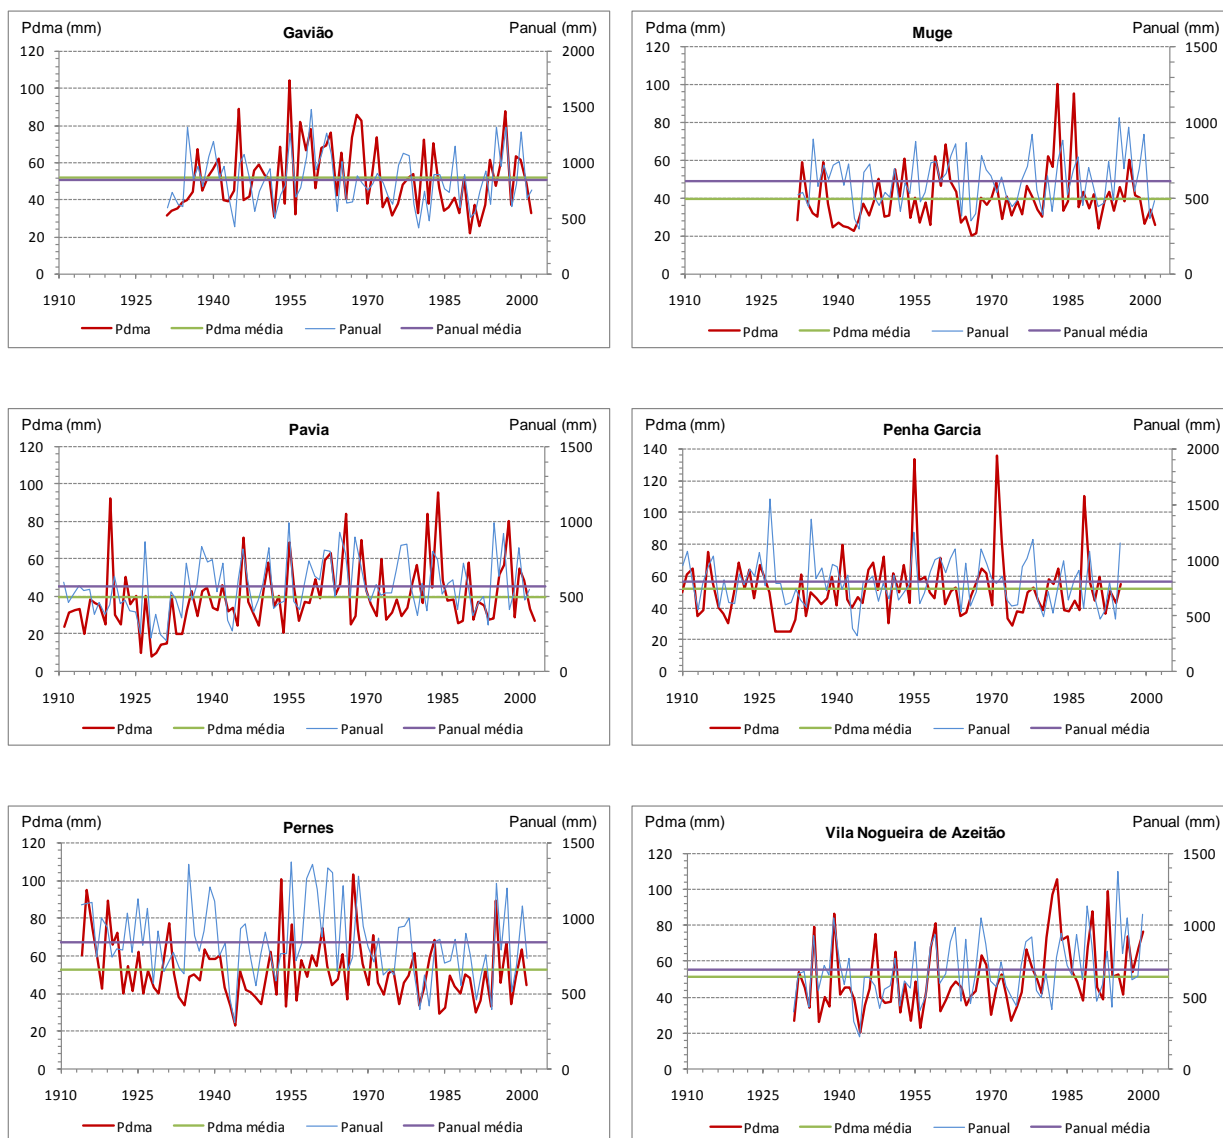 Pdma (mm) Gavião Panual (mm)
120 2000
100 1500
80
60 1000
40 500
20
0 0
1910 1925 1940 1955 1970 1985 2000
Pdma Pdma média Panual Panual média
Pdma (mm) Muge Panual (mm)
120 1500
100
80 1000
60
40 500
20
0 0
1910 1925 1940 1955 1970 1985 2000
Pdma Pdma média Panual Panual média
Pdma (mm) Pavia Panual (mm)
120 1500
100
80 1000
60
40 500
20
0 0
1910 1925 1940 1955 1970 1985 2000
Pdma Pdma média Panual Panual média
Pdma (mm) Penha Garcia Panual (mm)
140 2000
120
100 1500
80
60 1000
40 500
20
0 0
1910 1925 1940 1955 1970 1985 2000
Pdma Pdma média Panual Panual média
Pdma (mm) Pernes Panual (mm)
120 1500
100
80 1000
60
40 500
20
0 0
1910 1925 1940 1955 1970 1985 2000
Pdma Pdma média Panual Panual média
Pdma (mm) Vila Nogueira de Azeitão Panual (mm)
120 1500
100
80 1000
60
40 500
20
0 0
1910 1925 1940 1955 1970 1985 2000
Pdma Pdma média Panual Panual média